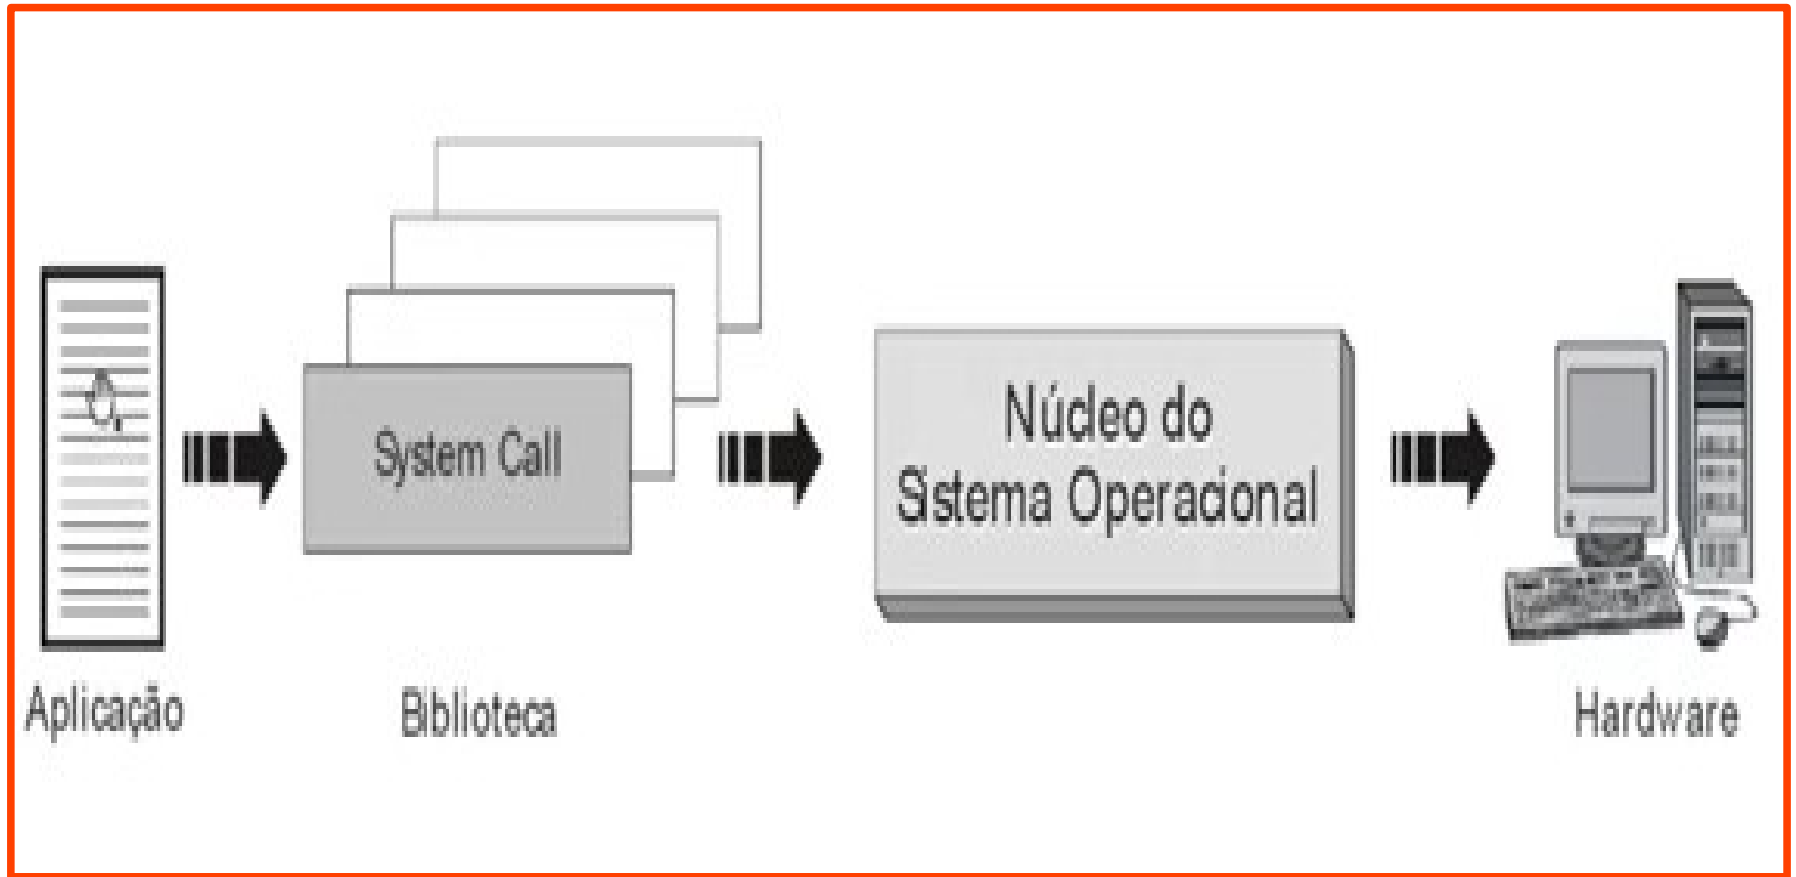 System Call
Núcleo do
Sistema Operacional
Aplicação
Biblioteca
Hardware